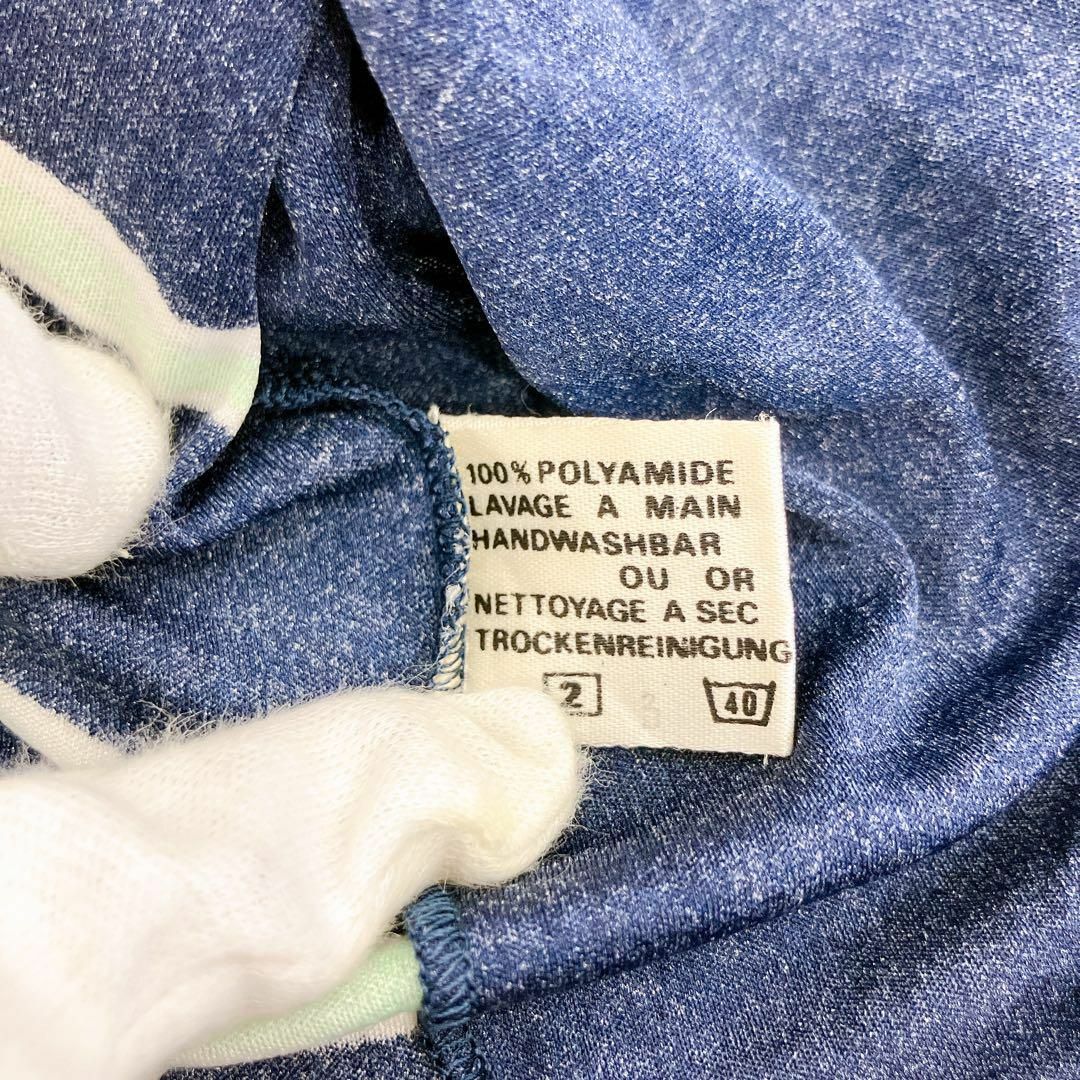 100% POLYAMIDE
LAVAGE A MAIN
HANDWASHBAR
OU OR
NETTOYAGE A SEC
TROCKENREINIGUNG
2 40